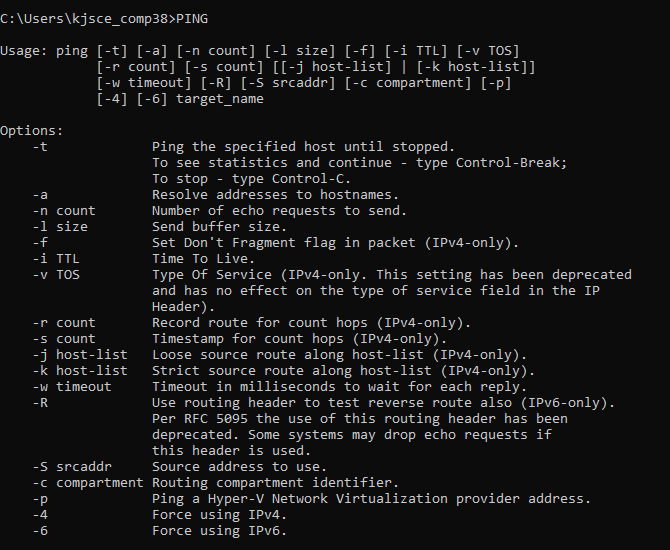 C:\Users\kjsce_comp38>PING
Usage: ping [-t] [-a] [-n count] [-l size] [-f] [-i TTL] [-v TOS]
            [-r count] [-s count] [[-j host-list] | [-k host-list]]
            [-w timeout] [-R] [-S srcaddr] [-c compartment] [-p]
            [-4] [-6] target_name
Options:
    -t             Ping the specified host until stopped.
                   To see statistics and continue - type Control-Break;
                   To stop - type Control-C.
    -a             Resolve addresses to hostnames.
    -n count       Number of echo requests to send.
    -l size        Send buffer size.
    -f             Set Don't Fragment flag in packet (IPv4-only).
    -i TTL         Time To Live.
    -v TOS         Type Of Service (IPv4-only. This setting has been deprecated
                   and has no effect on the type of service field in the IP
                   Header).
    -r count       Record route for count hops (IPv4-only).
    -s count       Timestamp for count hops (IPv4-only).
    -j host-list   Loose source route along host-list (IPv4-only).
    -k host-list   Strict source route along host-list (IPv4-only).
    -w timeout     Timeout in milliseconds to wait for each reply.
    -R             Use routing header to test reverse route also (IPv6-only).
                   Per RFC 5095 the use of this routing header has been
                   deprecated. Some systems may drop echo requests if
                   this header is used.
    -S srcaddr     Source address to use.
    -c compartment Routing compartment identifier.
    -p             Ping a Hyper-V Network Virtualization provider address.
    -4             Force using IPv4.
    -6             Force using IPv6.